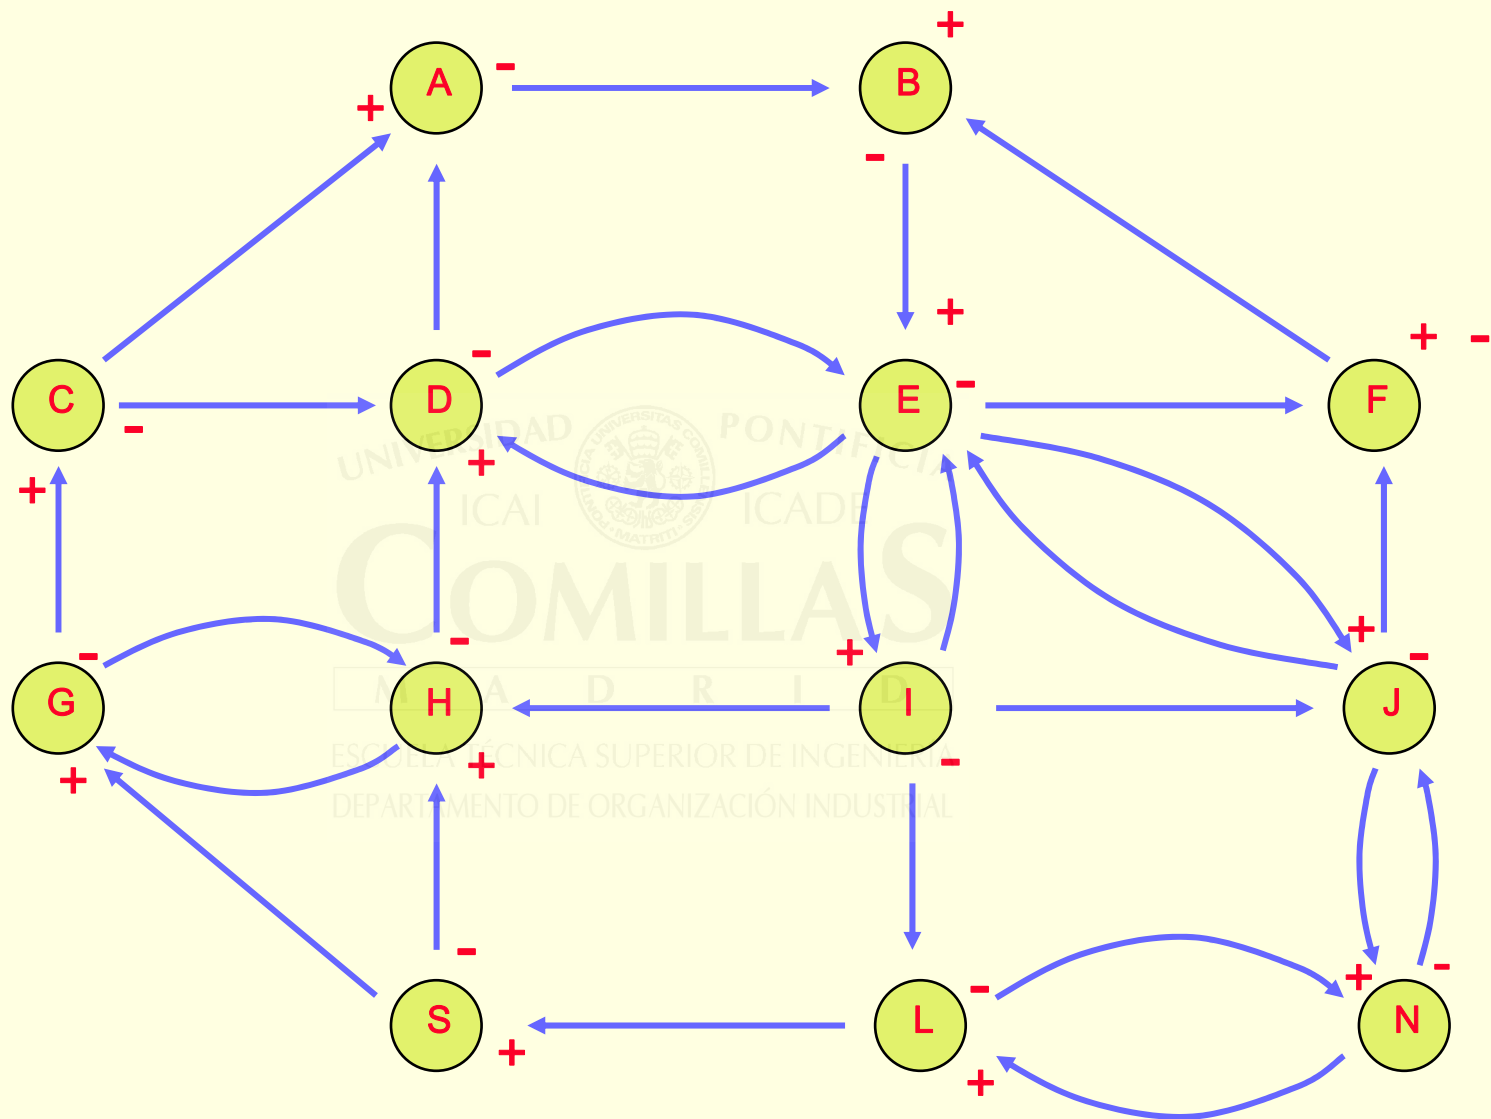 +
A - B
+
-
+
+ -
C D - E - F
-
+ +
UNIVERSIDAD PONTIFICIA
ICAI ICADE
COMILLAS
+ +
- - -
G H I J
M A D R I D
ESCUELA TÉCNICA SUPERIOR DE INGENIERÍA
+ + -
DEPARTAMENTO DE ORGANIZACIÓN INDUSTRIAL
- -
- +
S L N
+
+